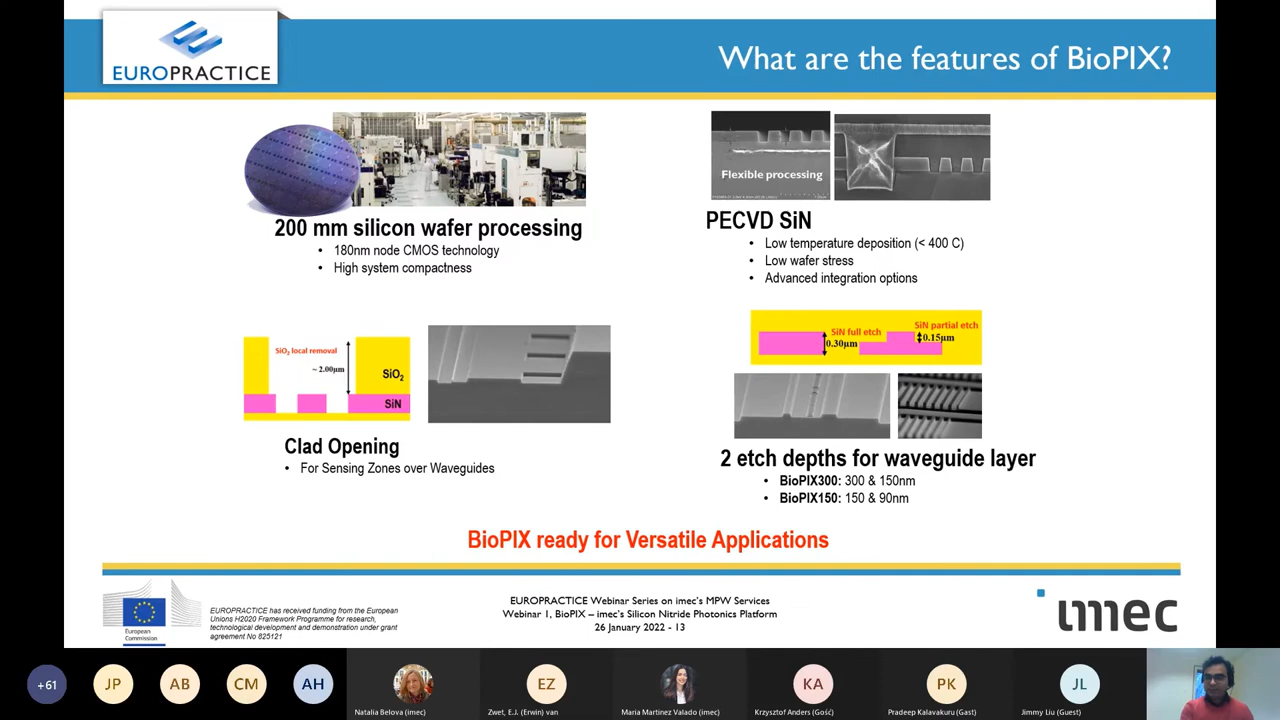 EUROPRACTICE
What are the features of BioPIX?
200 mm silicon wafer processing
• 180nm node CMOS technology
• High system compactness
Flexible processing
PECVD SiN
• Low temperature deposition (< 400 C)
• Low wafer stress
• Advanced integration options
SiO2 local removal
~ 2.00µm
SiO2
SiN
Clad Opening
• For Sensing Zones over Waveguides
SiN full etch
SiN partial etch
0.30µm
0.15µm
2 etch depths for waveguide layer
• BioPIX300: 300 & 150nm
• BioPIX150: 150 & 90nm
BioPIX ready for Versatile Applications
European
Commission
EUROPRACTICE has received funding from the European
Unions H2020 Framework Programme for research,
technological development and demonstration under grant
agreement No 825121
EUROPRACTICE Webinar Series on imec's MPW Services
Webinar 1, BioPIX – imec's Silicon Nitride Photonics Platform
26 January 2022 - 13
imec
+61
JP
AB
CM
AH
Natalia Belova (imec)
EZ
Zwet, E.J. (Erwin) van
Maria Martinez Valado (imec)
KA
Krzysztof Anders (Gość)
PK
Pradeep Kalavakuru (Gast)
JL
Jimmy Liu (Guest)